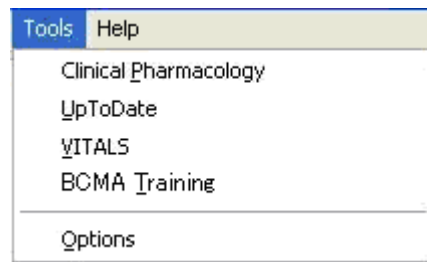 Tools Help
Clinical Pharmacology
UpToDate
VITALS
BCMA Training
Options